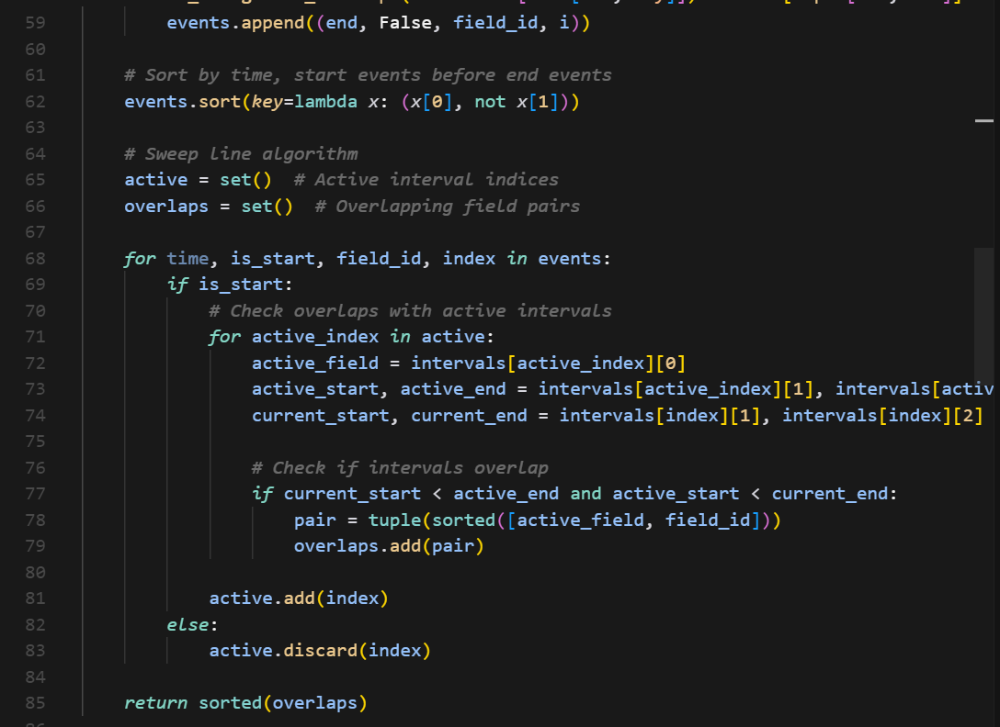 59 events.append((end, False, field_id, i))
60
61 # Sort by time, start events before end events
62 events.sort(key=lambda x: (x[0], not x[1]))
63
64 # Sweep line algorithm
65 active = set()  # Active interval indices
66 overlaps = set()  # Overlapping field pairs
67
68 for time, is_start, field_id, index in events:
69 if is_start:
70 # Check overlaps with active intervals
71 for active_index in active:
72 active_field = intervals[active_index][0]
73 active_start, active_end = intervals[active_index][1], intervals[activ
74 current_start, current_end = intervals[index][1], intervals[index][2]
75
76 # Check if intervals overlap
77 if current_start < active_end and active_start < current_end:
78 pair = tuple(sorted([active_field, field_id]))
79 overlaps.add(pair)
80
81 active.add(index)
82 else:
83 active.discard(index)
84
85 return sorted(overlaps)